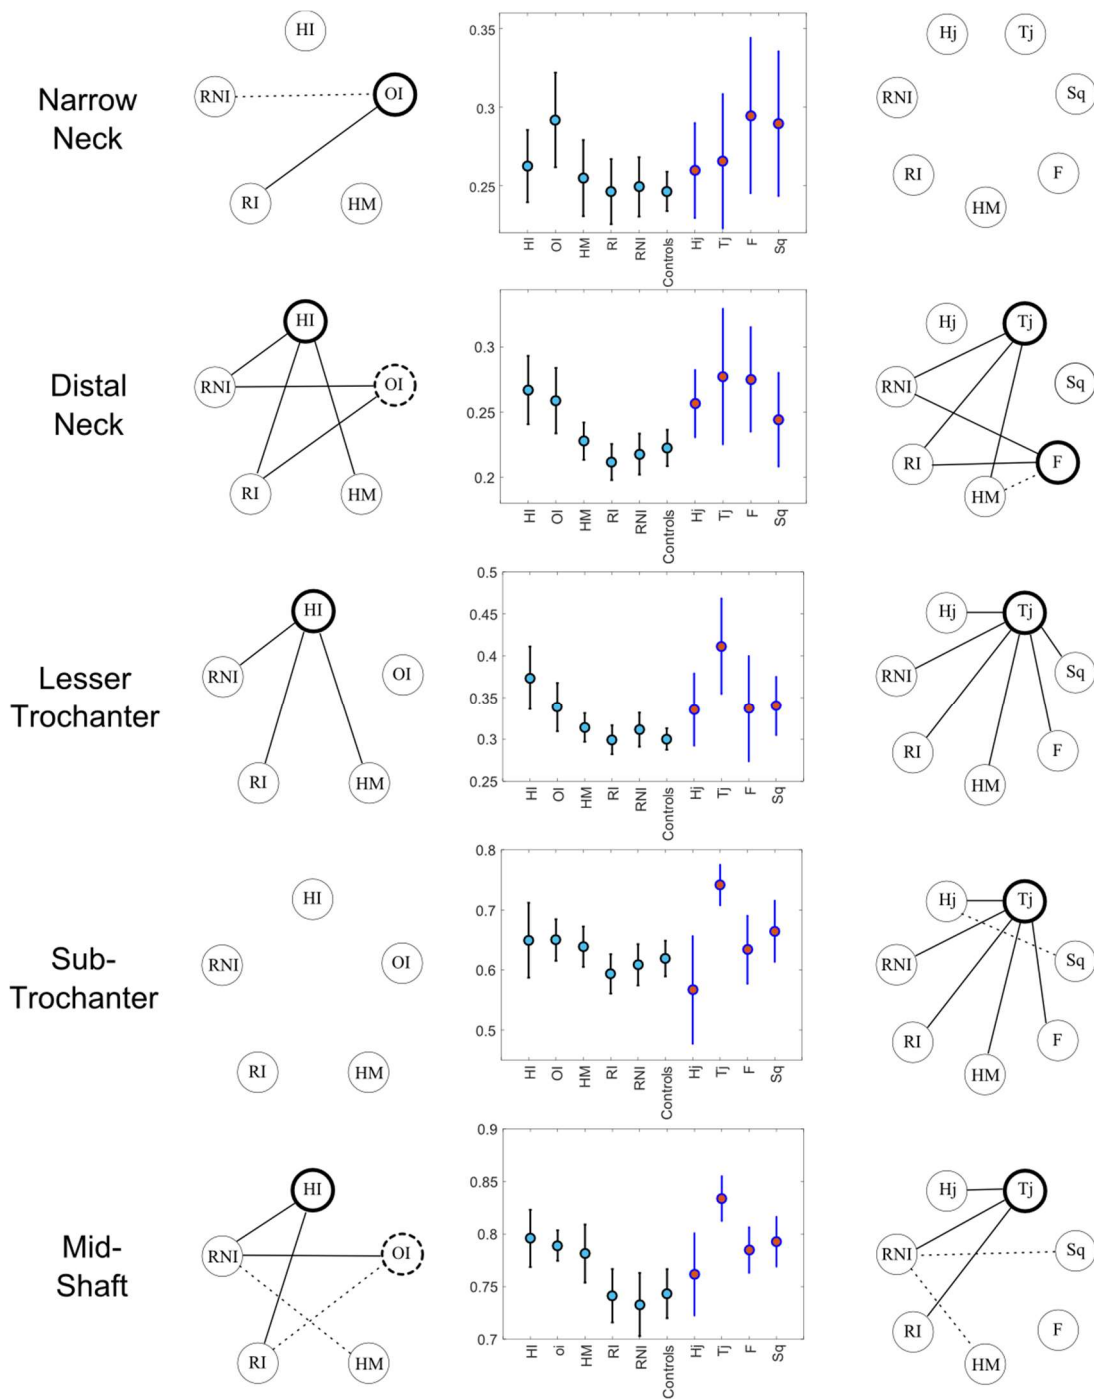 HI
RNI
OI
RI
HM
Narrow
Neck
0.35
0.3
0.25
HI
OI
HM
RI
RNI
Controls
Hj
Tj
F
Sq
Hj
Tj
RNI
Sq
RI
F
HM
Distal
Neck
HI
RNI
OI
RI
HM
0.3
0.25
0.2
HI
OI
HM
RI
RNI
Controls
Hj
Tj
F
Sq
Hj
Tj
RNI
Sq
RI
F
HM
Lesser
Trochanter
HI
RNI
OI
RI
HM
0.5
0.45
0.4
0.35
0.3
0.25
HI
OI
HM
RI
RNI
Controls
Hj
Tj
F
Sq
Hj
Tj
RNI
Sq
RI
F
HM
Sub-
Trochanter
HI
RNI
OI
RI
HM
0.8
0.7
0.6
0.5
HI
OI
HM
RI
RNI
Controls
Hj
Tj
F
Sq
Hj
Tj
RNI
Sq
RI
F
HM
Mid-
Shaft
HI
RNI
OI
RI
HM
0.9
0.85
0.8
0.75
0.7
HI
oi
HM
RI
RNI
Controls
Hj
Tj
F
Sq
Hj
Tj
RNI
Sq
RI
F
HM